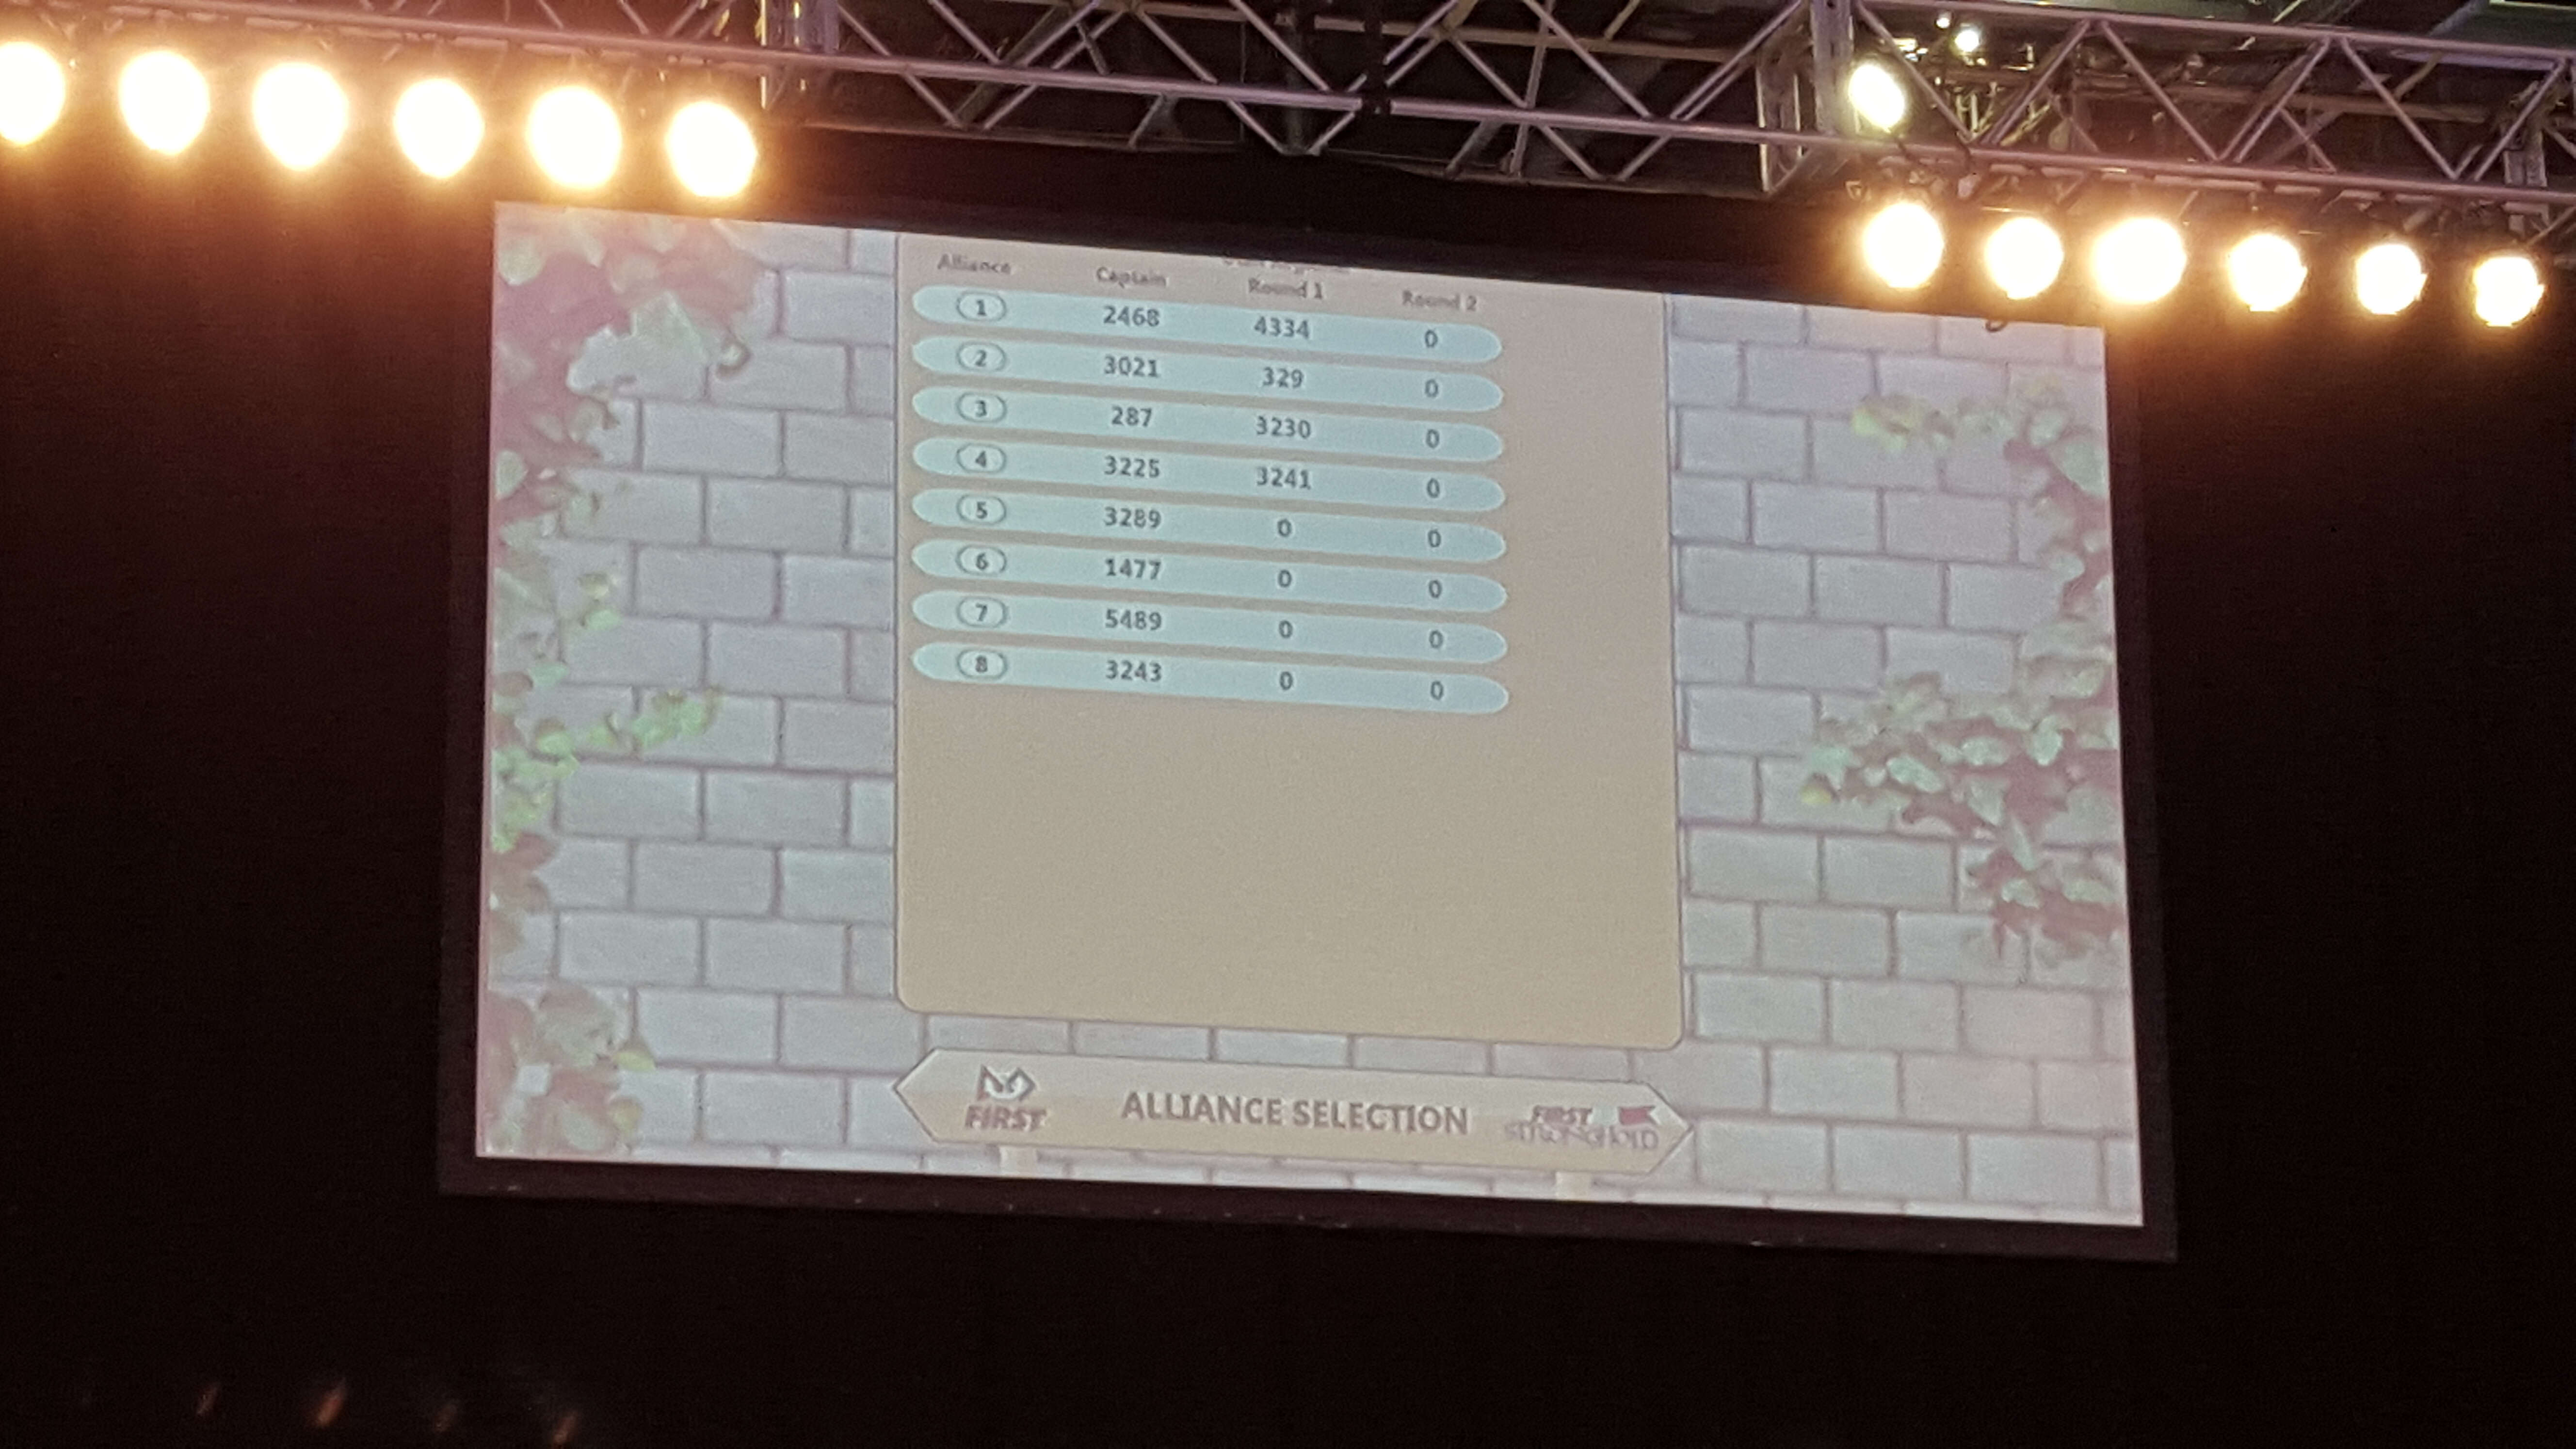 Alliance Captain Round 1 Round 2
1 2468 4334 0
2 3021 329 0
3 287 3230 0
4 3225 3241 0
5 3289 0 0
6 1477 0 0
7 5489 0 0
8 3243 0 0
FIRST ALLIANCE SELECTION FIRST
STRONGHOLD